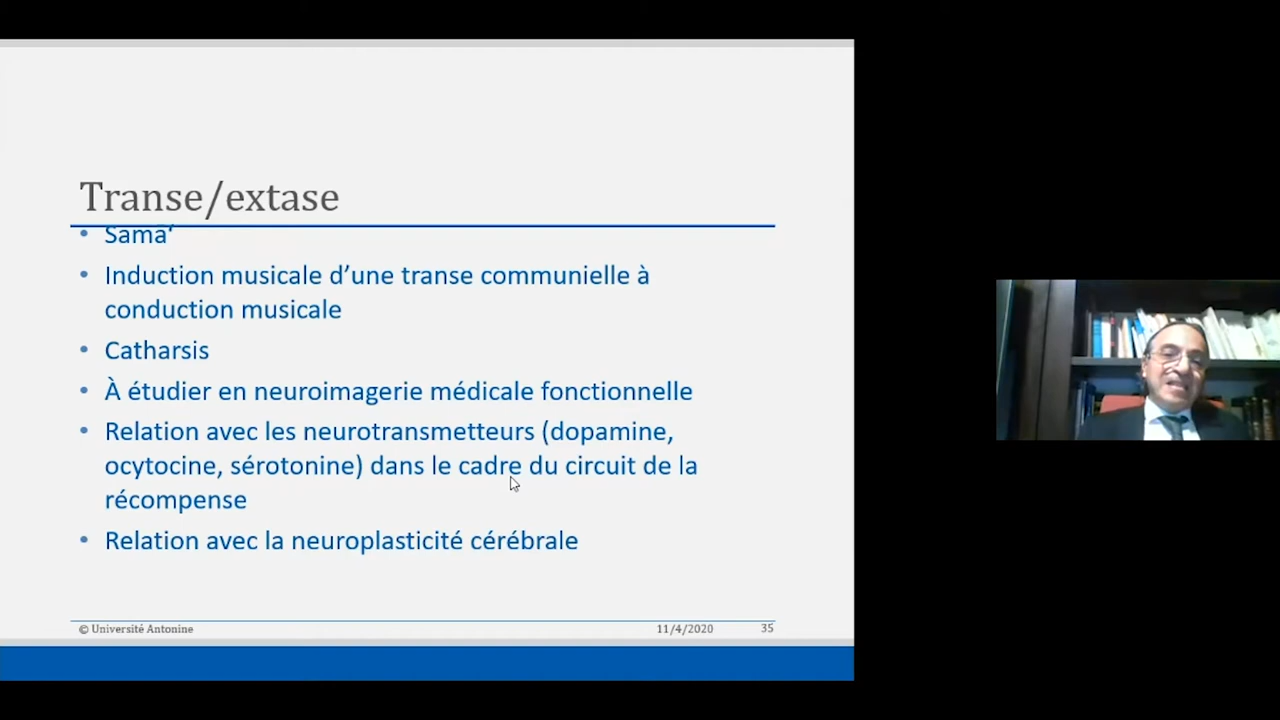 Transe/extase
• Sama‘
• Induction musicale d’une transe communielle à
conduction musicale
• Catharsis
• À étudier en neuroimagerie médicale fonctionnelle
• Relation avec les neurotransmetteurs (dopamine,
ocytocine, sérotonine) dans le cadre du circuit de la
récompense
• Relation avec la neuroplasticité cérébrale
© Université Antonine 11/4/2020 35